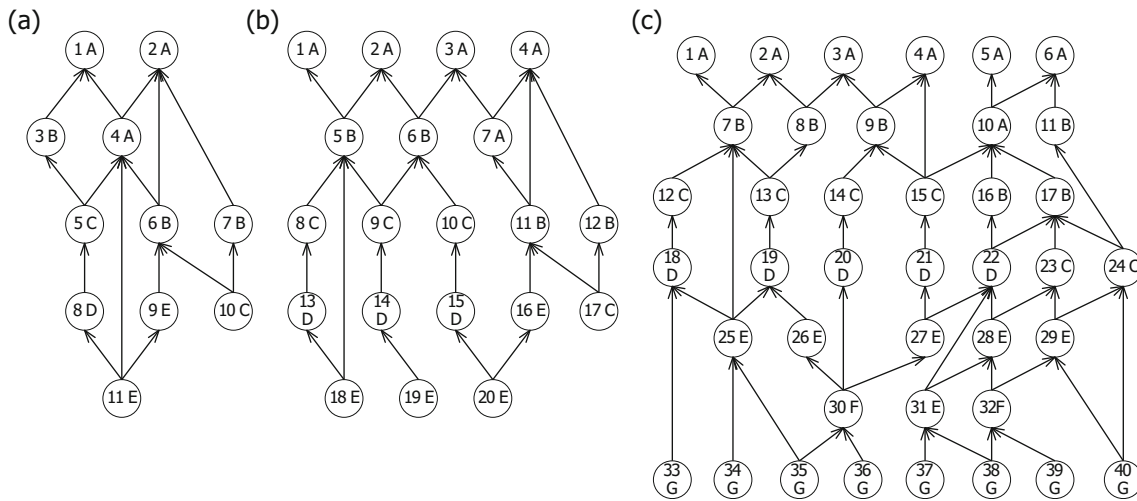 (a)
1 A
2 A
3 B
4 A
5 C
6 B
7 B
8 D
9 E
10 C
11 E
(b)
1 A
2 A
3 A
4 A
5 B
6 B
7 A
8 C
9 C
10 C
11 B
12 B
13
D
14
D
15
D
16 E
17 C
18 E
19 E
20 E
(c)
1 A
2 A
3 A
4 A
5 A
6 A
7 B
8 B
9 B
10 A
11 B
12 C
13 C
14 C
15 C
16 B
17 B
18
D
19
D
20
D
21
D
22
D
23 C
24 C
25 E
26 E
27 E
28 E
29 E
30 F
31 E
32F
33
G
34
G
35
G
36
G
37
G
38
G
39
G
40
G